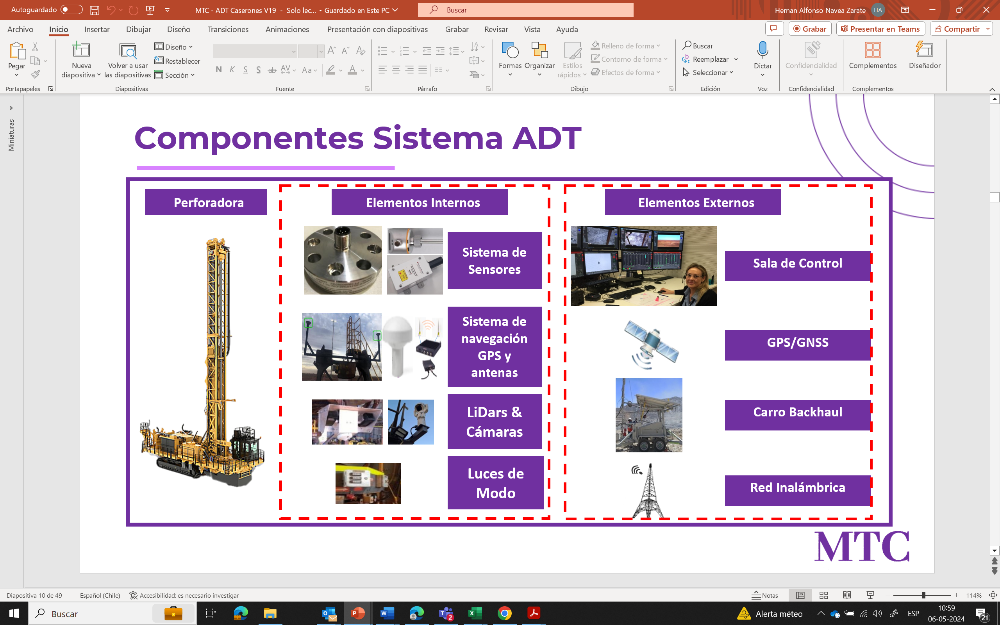 Autoguardado
MTC - ADT Caserones V19 - Solo lec... • Guardado en Este PC
Buscar
Hernan Alfonso Navea Zarate
HA
Archivo
Inicio
Insertar
Dibujar
Diseño
Transiciones
Animaciones
Presentación con diapositivas
Grabar
Revisar
Vista
Ayuda
Grabar
Presentar en Teams
Compartir
Pegar
Nueva
diapositiva
Volver a usar
las diapositivas
Diseño
Restablecer
Sección
N K S S ab AV Aa A
Formas
Organizar
Estilos
rápidos
Relleno de forma
Contorno de forma
Efectos de forma
Buscar
Reemplazar
Seleccionar
Dictar
Confidencialidad
Complementos
Diseñador
Portapapeles
Diapositivas
Fuente
Párrafo
Dibujo
Edición
Voz
Confidencialidad
Complementos
Miniaturas
Componentes Sistema ADT
Perforadora
Elementos Internos
Elementos Externos
Sistema de
Sensores
Sala de Control
Sistema de
navegación
GPS y
antenas
GPS/GNSS
LiDars &
Cámaras
Carro Backhaul
Luces de
Modo
Red Inalámbrica
MTC
Diapositiva 10 de 49
Español (Chile)
Accesibilidad: es necesario investigar
Notas
114%
Buscar
2
Alerta méteo
ESP
10:59
06-05-2024
21